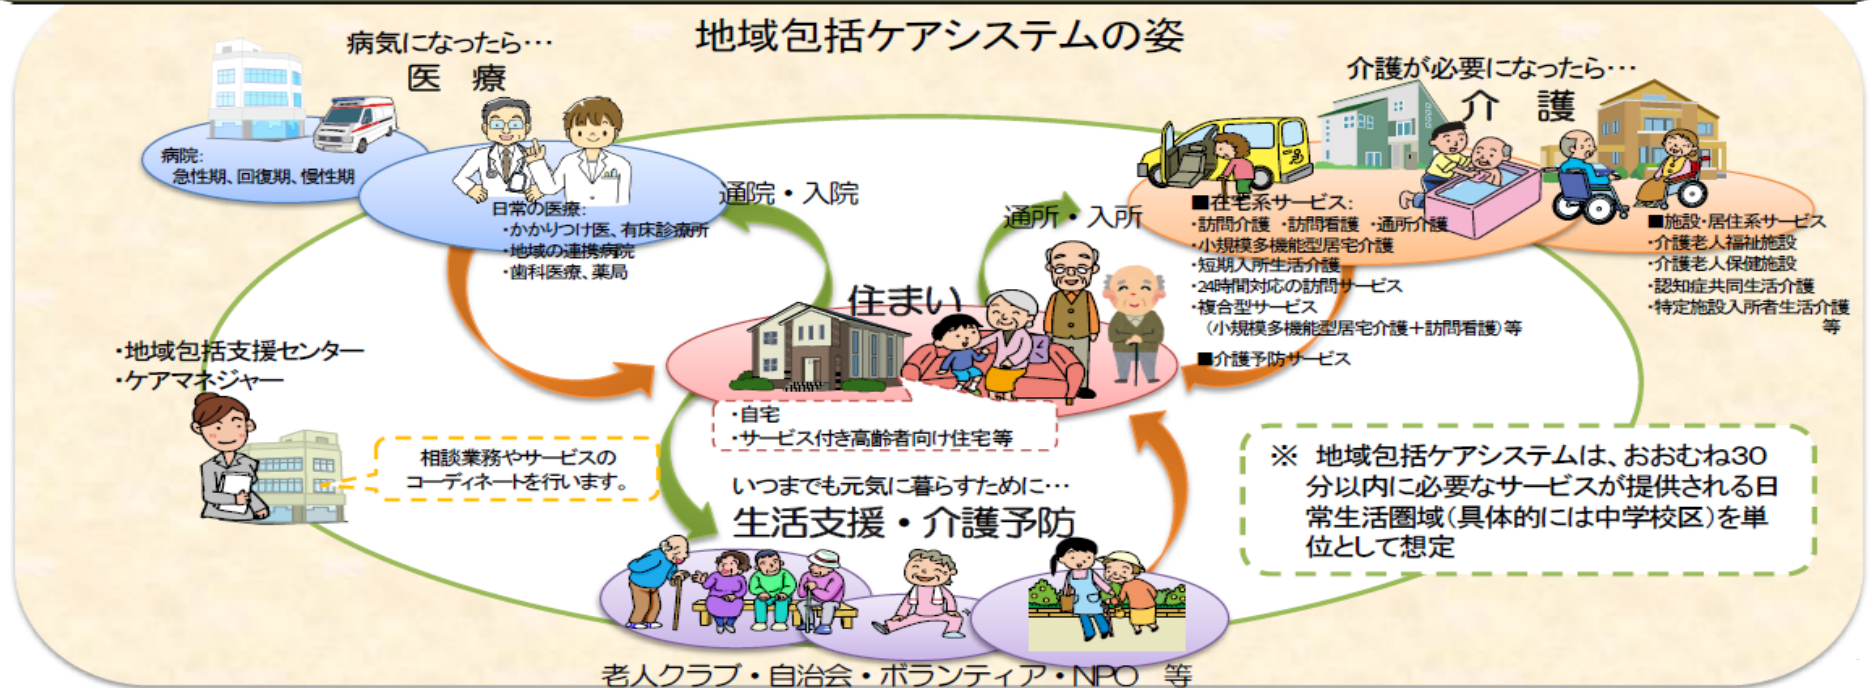 地域包括ケアシステムの姿
病気になったら…
医 療
病院:
急性期、回復期、慢性期
日常の医療:
・かかりつけ医、有床診療所
・地域の連携病院
・歯科医療、薬局
通院・入院
通所・入所
介護が必要になったら…
介 護
■在宅系サービス:
・訪問介護 ・訪問看護 ・通所介護
・小規模多機能型居宅介護
・短期入所生活介護
・24時間対応の訪問サービス
・複合型サービス
(小規模多機能型居宅介護+訪問看護)等
■介護予防サービス
■施設・居住系サービス
・介護老人福祉施設
・介護老人保健施設
・認知症共同生活介護
・特定施設入所者生活介護
等
住まい
・自宅
・サービス付き高齢者向け住宅等
・地域包括支援センター
・ケアマネジャー
相談業務やサービスの
コーディネートを行います。
いつまでも元気に暮らすために…
生活支援・介護予防
老人クラブ・自治会・ボランティア・NPO 等
※ 地域包括ケアシステムは、おおむね30
分以内に必要なサービスが提供される日
常生活圏域(具体的には中学校区)を単
位として想定